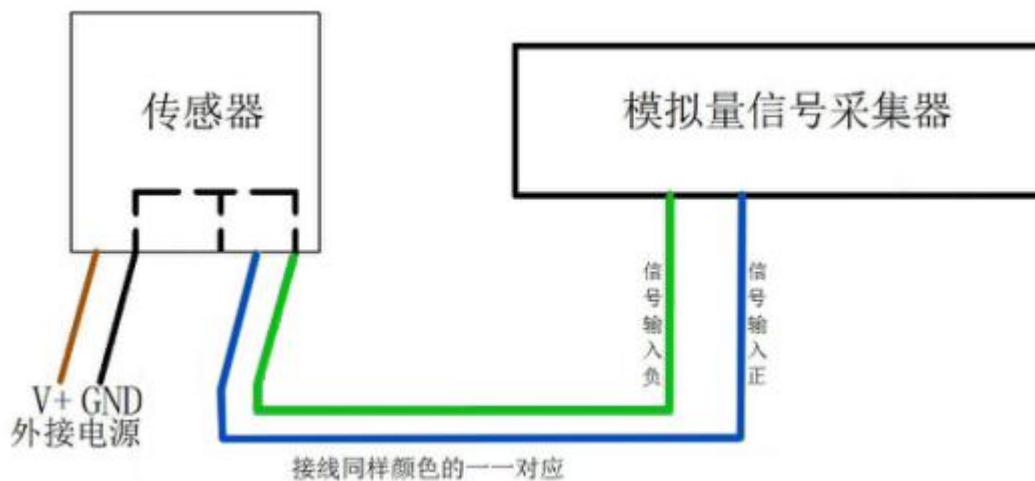 传感器
模拟量信号采集器
信号输入负
信号输入正
V+ GND
外接电源
接线同样颜色的一一对应